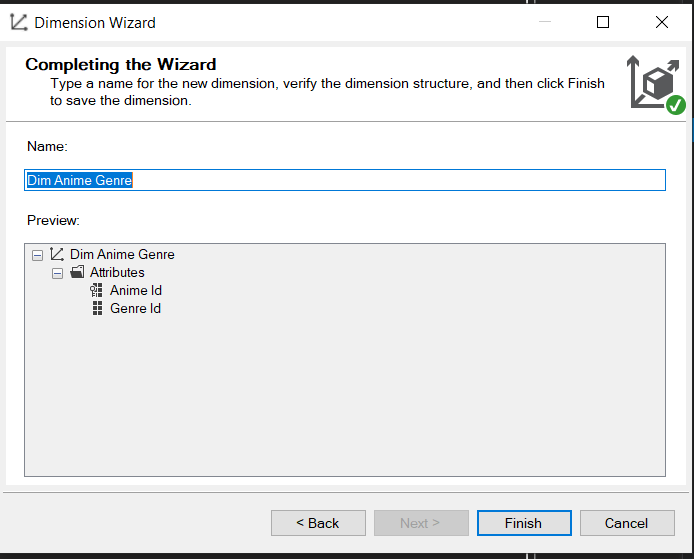 Dimension Wizard
Completing the Wizard
Type a name for the new dimension, verify the dimension structure, and then click Finish
to save the dimension.
Name:
Dim Anime Genre
Preview:
Dim Anime Genre
Attributes
Anime Id
Genre Id
< Back
Next >
Finish
Cancel